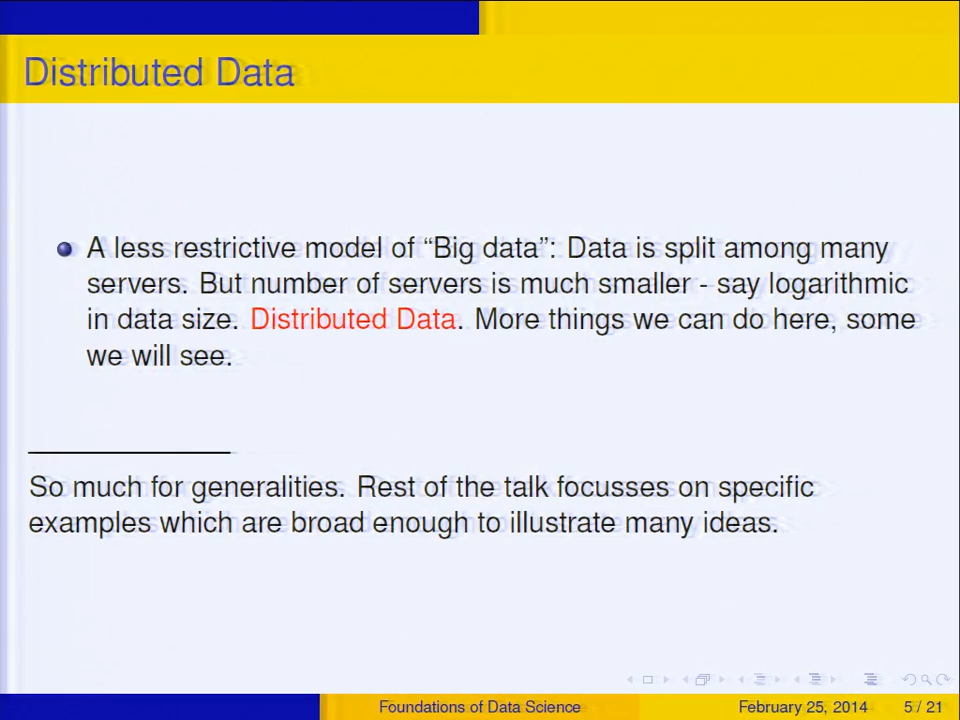 Distributed Data
A less restrictive model of “Big data”: Data is split among many
servers. But number of servers is much smaller - say logarithmic
in data size. Distributed Data. More things we can do here, some
we will see.
So much for generalities. Rest of the talk focusses on specific
examples which are broad enough to illustrate many ideas.
Foundations of Data Science February 25, 2014 5 / 21